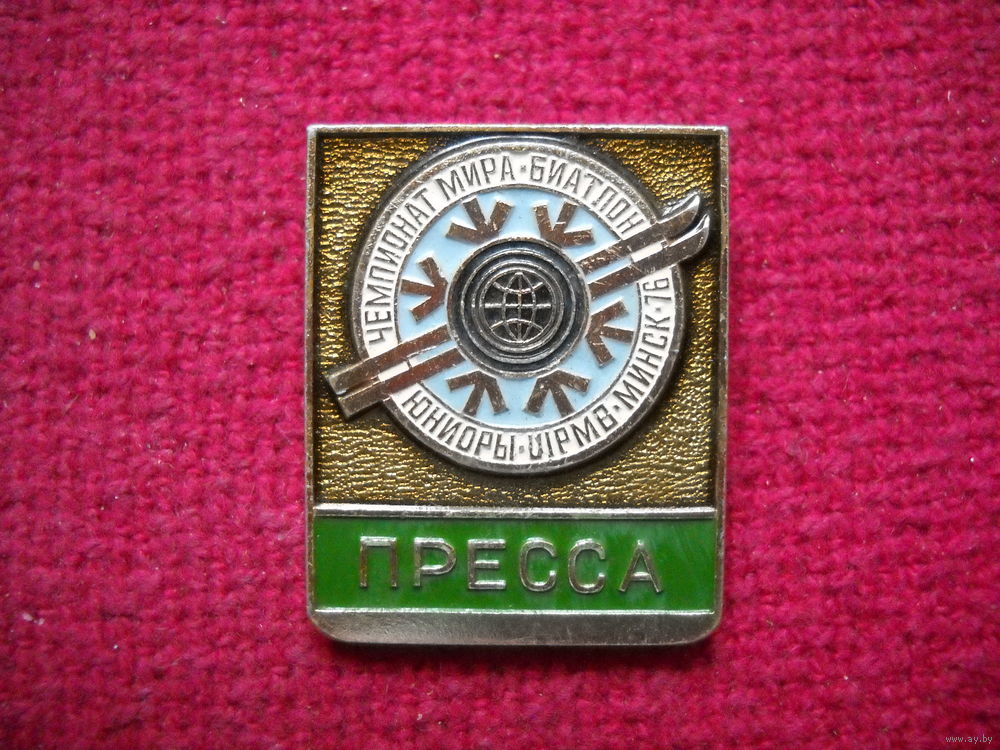 ЧЕМПИОНАТ МИРА·БИАТЛОН
ЮНИОРЫ·UIPMB·МИНСК·76
ПРЕССА
www.ay.by